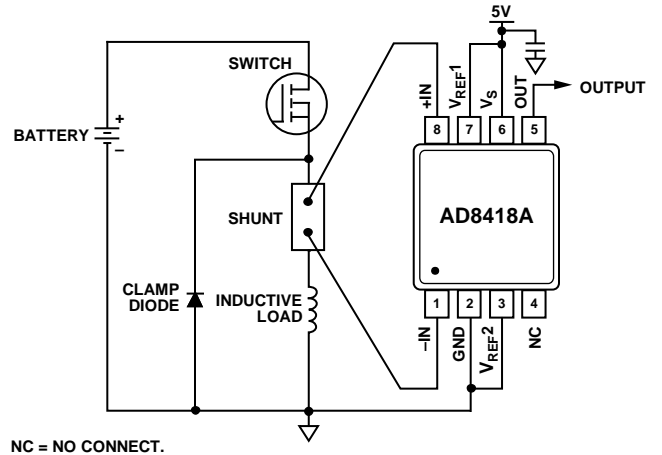 5V
SWITCH
+IN
VREF1
VS
OUT
OUTPUT
8
7
6
5
+
BATTERY
–
SHUNT
AD8418A
CLAMP
DIODE
INDUCTIVE
LOAD
1
2
3
4
–IN
GND
VREF2
NC
NC = NO CONNECT.